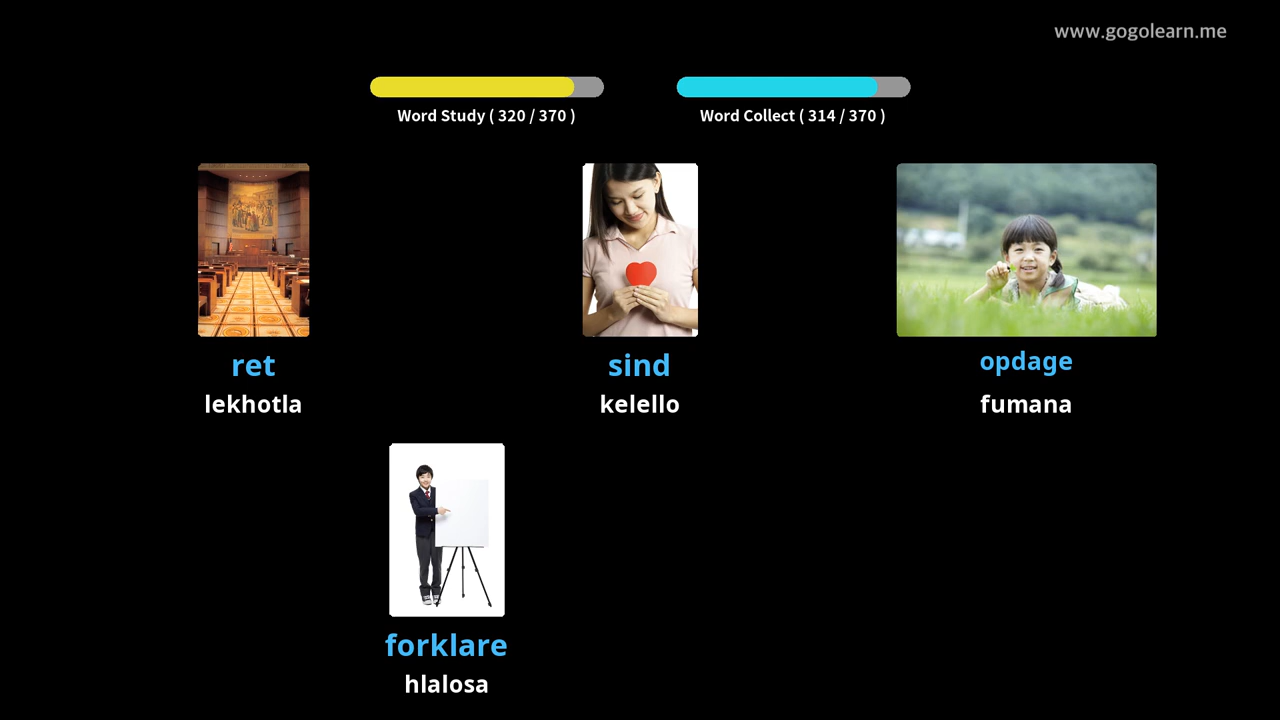 www.gogolearn.me
Word Study ( 320 / 370 )
Word Collect ( 314 / 370 )
ret
lekhotla
sind
kelello
opdage
fumana
forklare
hlalosa